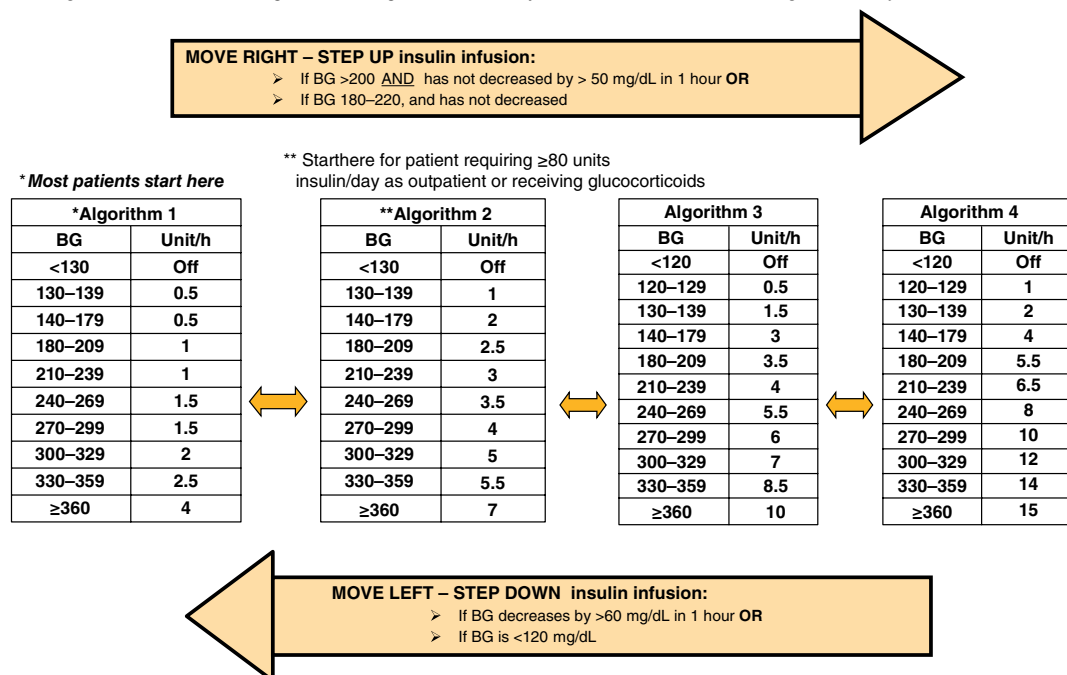 MOVE RIGHT – STEP UP insulin infusion:
➢ If BG >200 AND has not decreased by > 50 mg/dL in 1 hour OR
➢ If BG 180–220, and has not decreased
*Most patients start here
** Starthere for patient requiring ≥80 units
insulin/day as outpatient or receiving glucocorticoids
*Algorithm 1
BG Unit/h
<130 Off
130–139 0.5
140–179 0.5
180–209 1
210–239 1
240–269 1.5
270–299 1.5
300–329 2
330–359 2.5
≥360 4
**Algorithm 2
BG Unit/h
<130 Off
130–139 1
140–179 2
180–209 2.5
210–239 3
240–269 3.5
270–299 4
300–329 5
330–359 5.5
≥360 7
Algorithm 3
BG Unit/h
<120 Off
120–129 0.5
130–139 1.5
140–179 3
180–209 3.5
210–239 4
240–269 5.5
270–299 6
300–329 7
330–359 8.5
≥360 10
Algorithm 4
BG Unit/h
<120 Off
120–129 1
130–139 2
140–179 4
180–209 5.5
210–239 6.5
240–269 8
270–299 10
300–329 12
330–359 14
≥360 15
MOVE LEFT – STEP DOWN insulin infusion:
➢ If BG decreases by >60 mg/dL in 1 hour OR
➢ If BG is <120 mg/dL